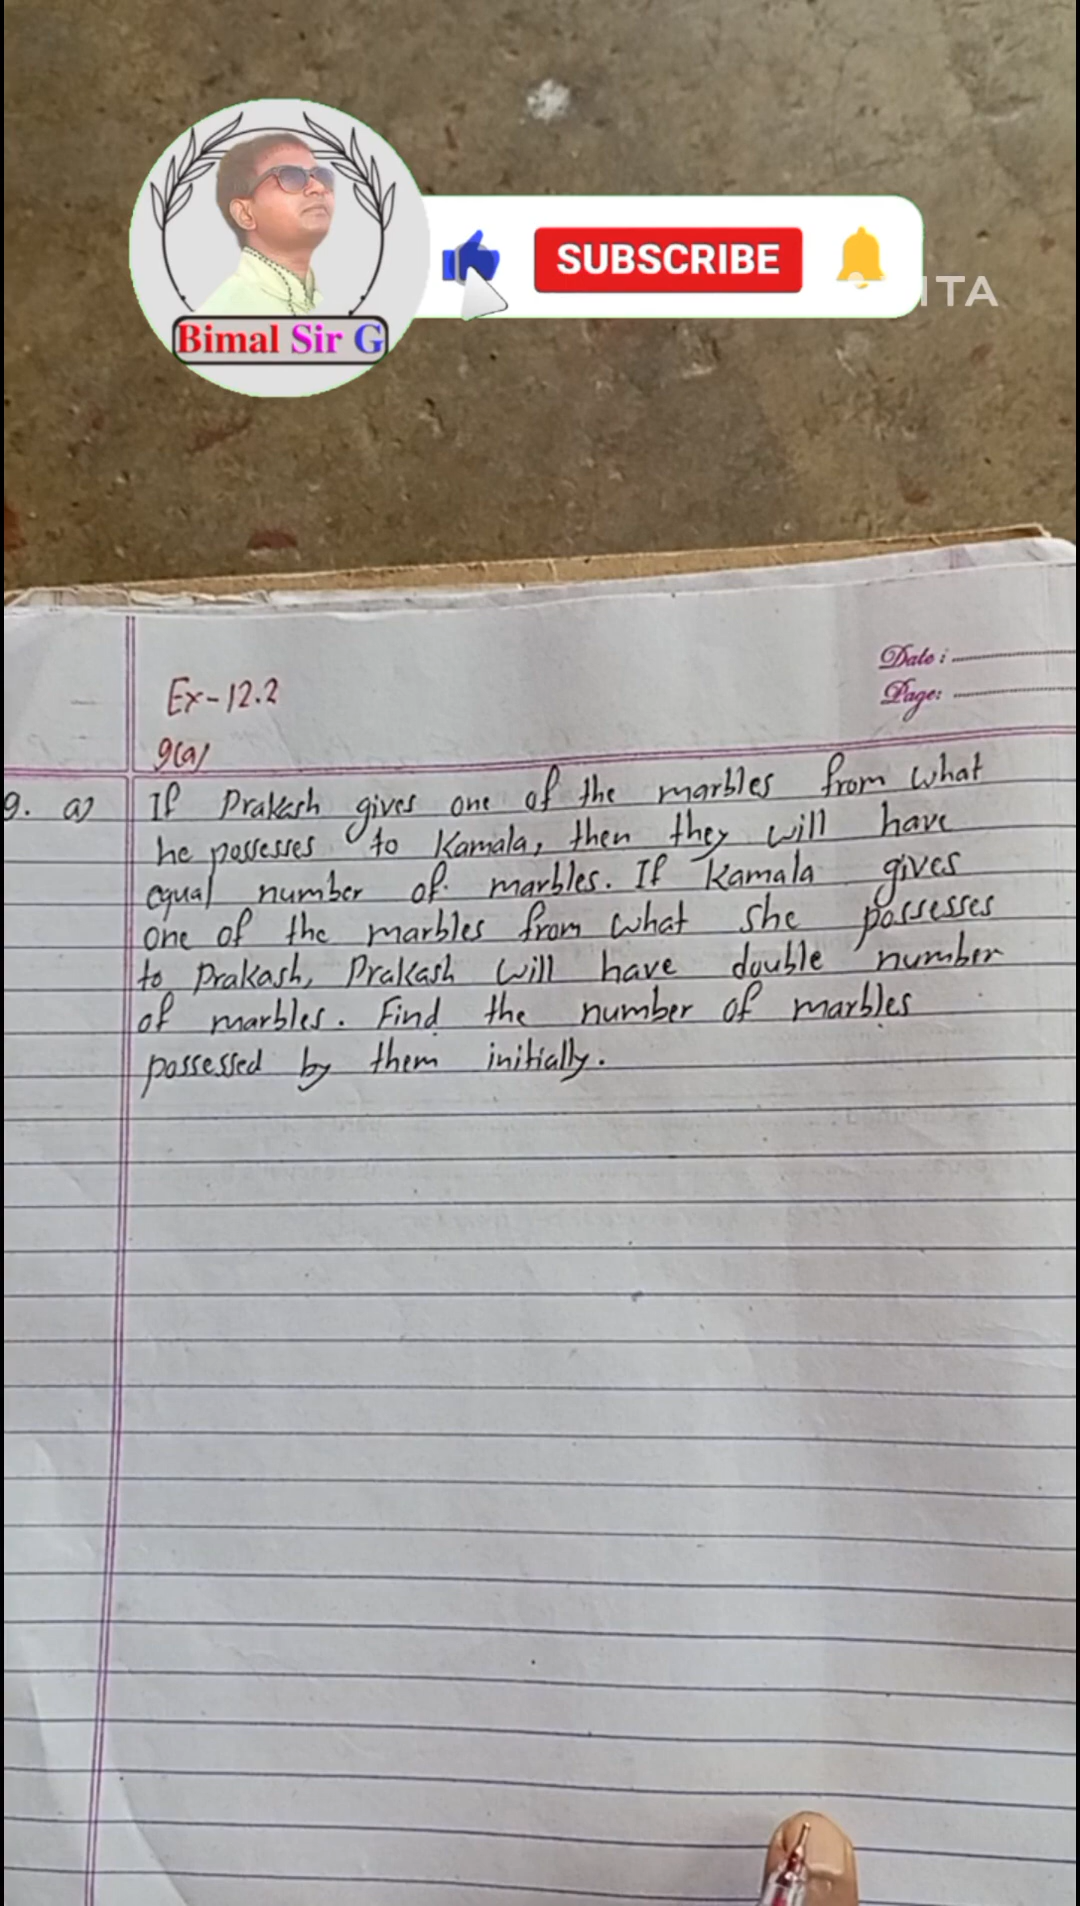 Bimal Sir G
SUBSCRIBE
Date:
Page:
Ex-12.2
9(a)
9. a) If Prakash gives one of the marbles from what
he possesses to Kamala, then they will have
equal number of marbles. If Kamala gives
one of the marbles from what she possesses
to Prakash, Prakash will have double number
of marbles. Find the number of marbles
possessed by them initially.